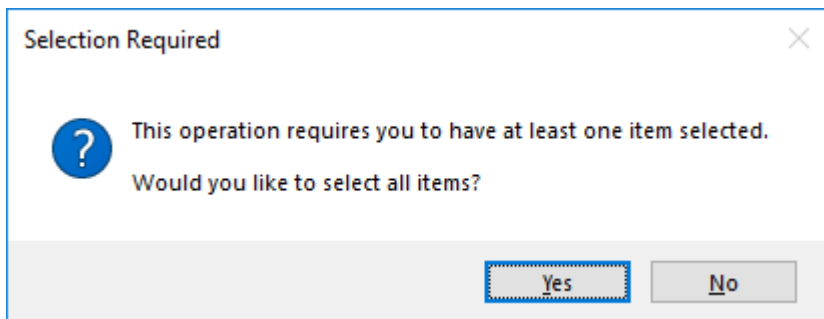 Selection Required
This operation requires you to have at least one item selected.
Would you like to select all items?
Yes No